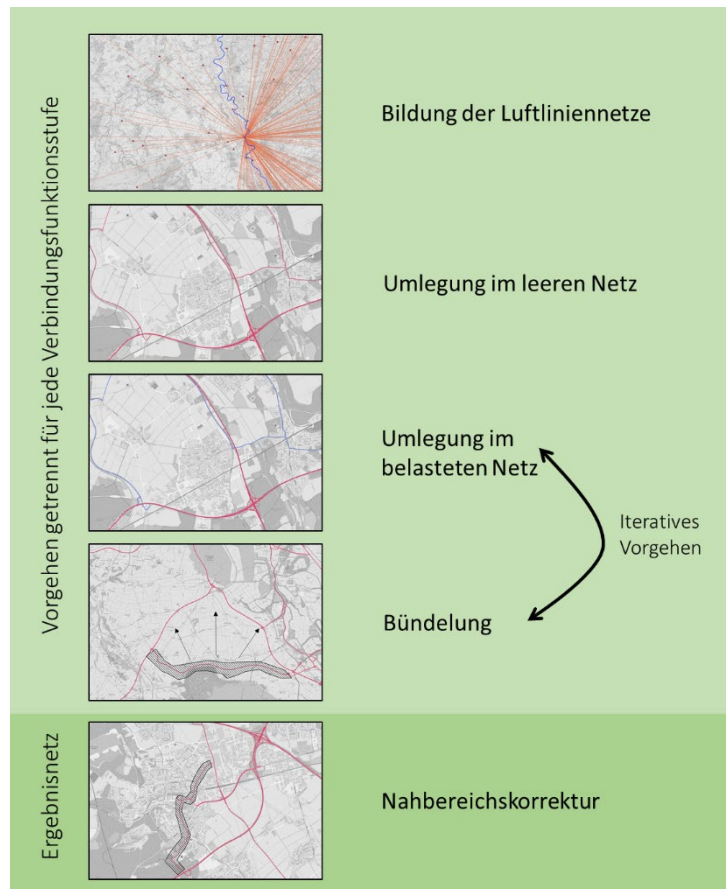 Vorgehen getrennt für jede Verbindungsfunktionsstufe
Bildung der Luftliniennetze
Umlegung im leeren Netz
Umlegung im
belasteten Netz
Iteratives
Vorgehen
Bündelung
Ergebnisnetz
Nahbereichskorrektur